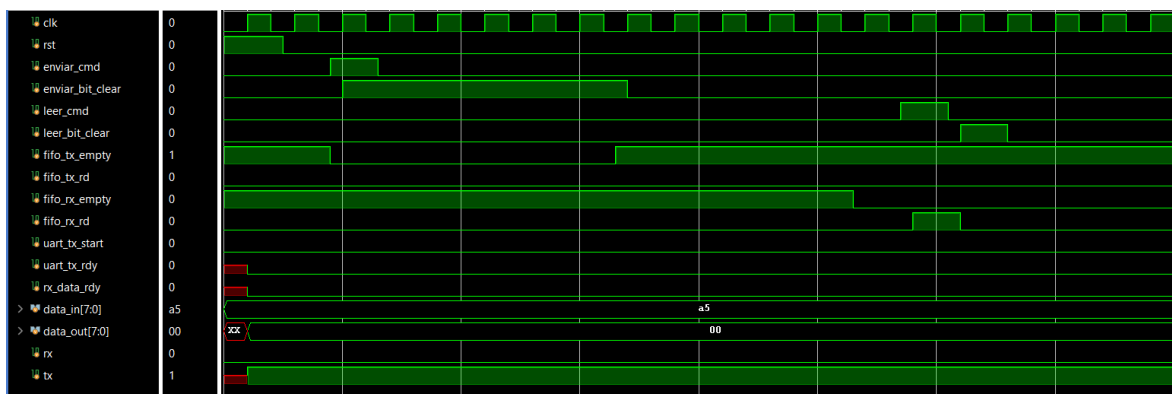 clk 0
rst 0
enviar_cmd 0
enviar_bit_clear 0
leer_cmd 0
leer_bit_clear 0
fifo_tx_empty 1
fifo_tx_rd 0
fifo_rx_empty 0
fifo_rx_rd 0
uart_tx_start 0
uart_tx_rdy 0
rx_data_rdy 0
data_in[7:0] a5 a5
data_out[7:0] 00 XX 00
rx 0
tx 1